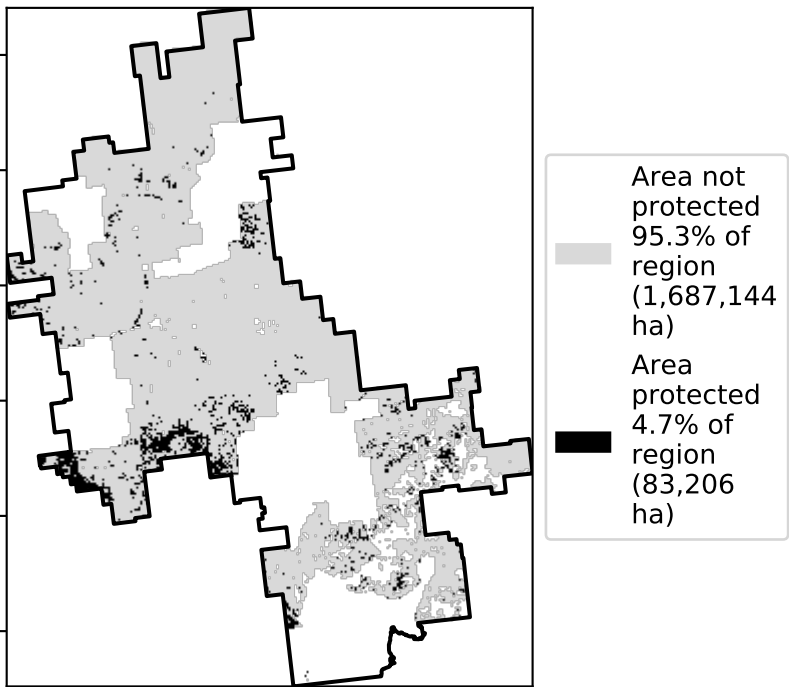 Area not
protected
95.3% of
region
(1,687,144
ha)
Area
protected
4.7% of
region
(83,206
ha)